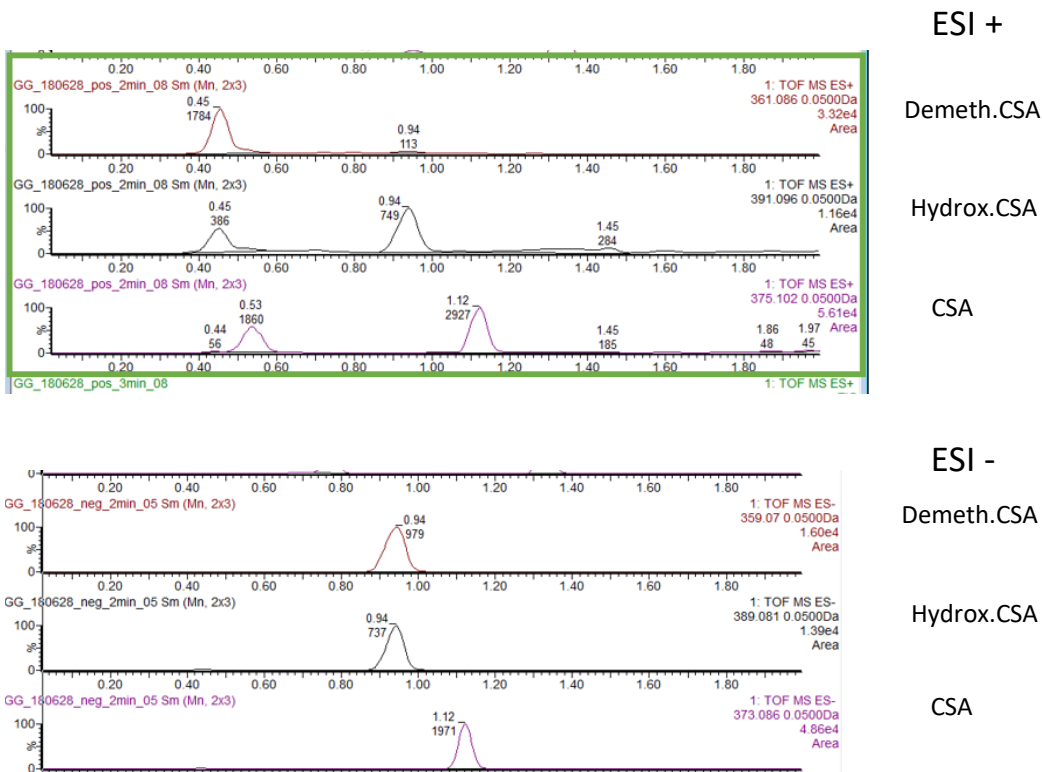 ESI +
0.20 0.40 0.60 0.80 1.00 1.20 1.40 1.60 1.80
GG_180628_pos_2min_08 Sm (Mn, 2x3) 1: TOF MS ES+
361.086 0.0500Da
3.32e4
Area
Demeth.CSA
0.45
1784
0.94
113
100
%
0
0.20 0.40 0.60 0.80 1.00 1.20 1.40 1.60 1.80
GG_180628_pos_2min_08 Sm (Mn, 2x3) 1: TOF MS ES+
391.096 0.0500Da
1.16e4
Area
Hydrox.CSA
0.45
386
0.94
749
1.45
284
100
%
0
0.20 0.40 0.60 0.80 1.00 1.20 1.40 1.60 1.80
GG_180628_pos_2min_08 Sm (Mn, 2x3) 1: TOF MS ES+
375.102 0.0500Da
5.61e4
Area
CSA
0.44
56
0.53
1860
1.12
2927
1.45
185
1.86
48
1.97
45
100
%
0
0.20 0.40 0.60 0.80 1.00 1.20 1.40 1.60 1.80
GG_180628_pos_3min_08 1: TOF MS ES+
ESI -
0
0.20 0.40 0.60 0.80 1.00 1.20 1.40 1.60 1.80
GG_180628_neg_2min_05 Sm (Mn, 2x3) 1: TOF MS ES-
359.07 0.0500Da
1.60e4
Area
Demeth.CSA
0.94
979
100
%
0
0.20 0.40 0.60 0.80 1.00 1.20 1.40 1.60 1.80
GG_180628_neg_2min_05 Sm (Mn, 2x3) 1: TOF MS ES-
389.081 0.0500Da
1.39e4
Area
Hydrox.CSA
0.94
737
100
%
0
0.20 0.40 0.60 0.80 1.00 1.20 1.40 1.60 1.80
GG_180628_neg_2min_05 Sm (Mn, 2x3) 1: TOF MS ES-
373.086 0.0500Da
4.86e4
Area
CSA
1.12
1971
100
%
0